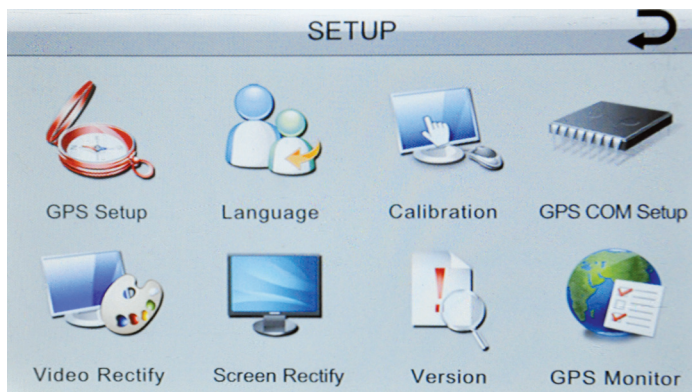 SETUP
GPS Setup
Language
Calibration
GPS COM Setup
Video Rectify
Screen Rectify
Version
GPS Monitor